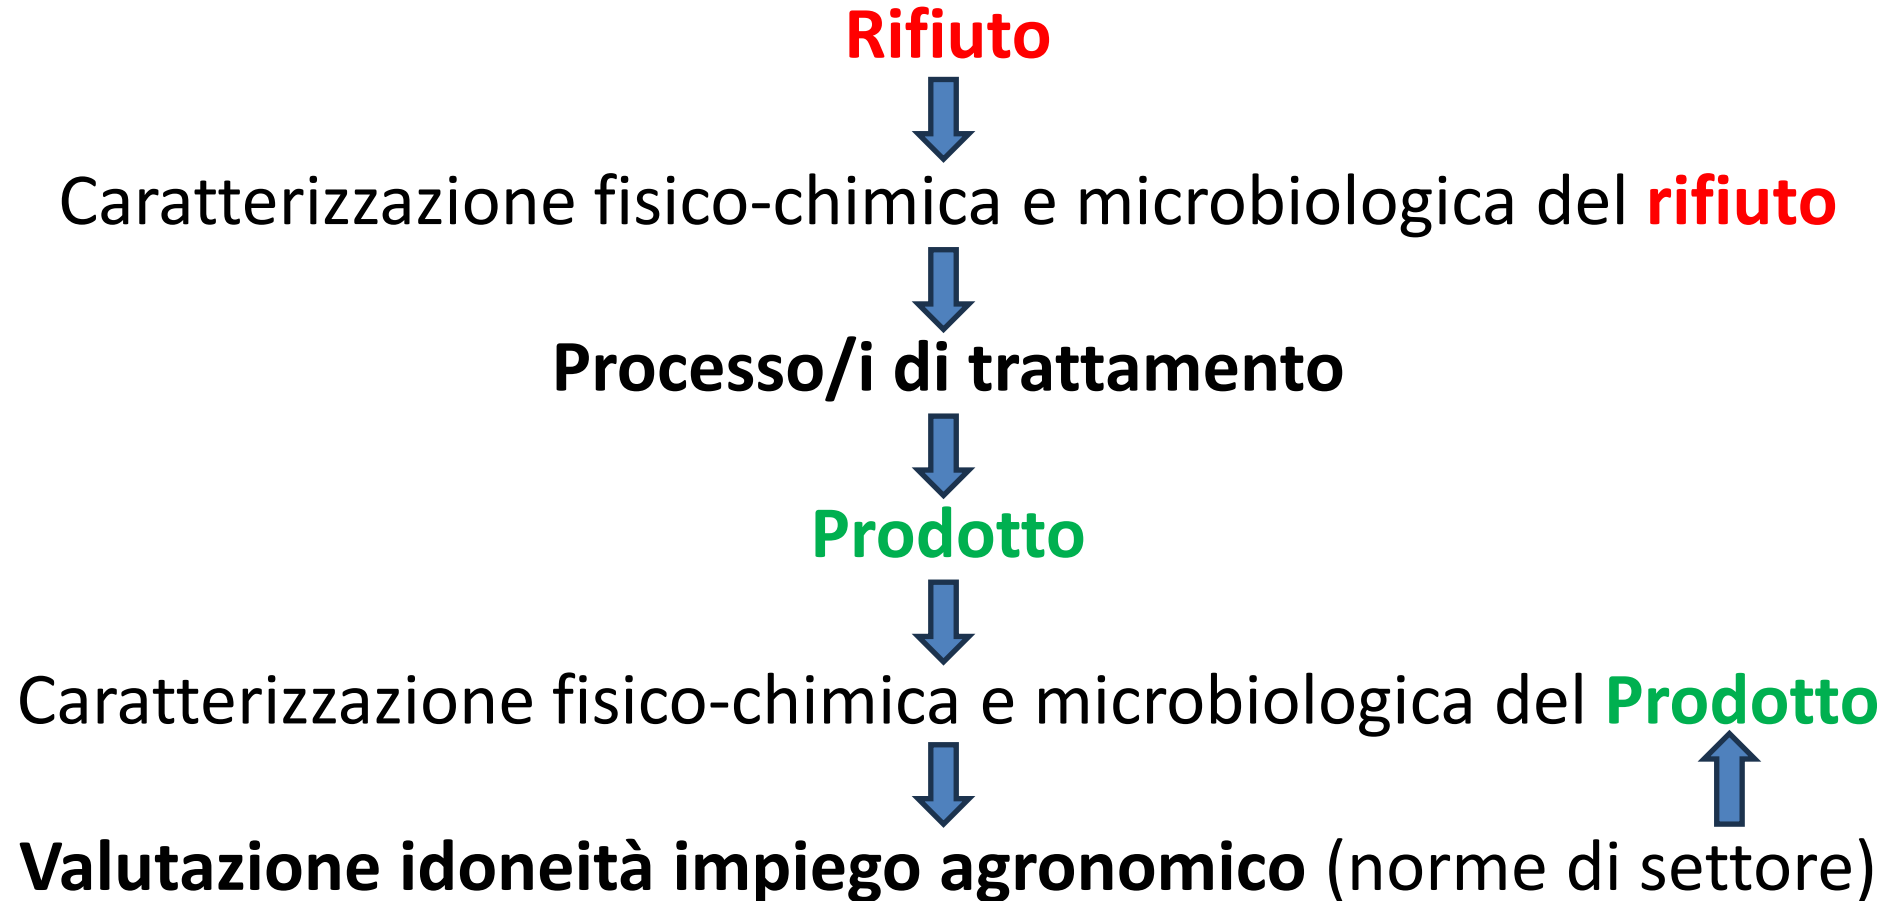 Rifiuto
Caratterizzazione fisico-chimica e microbiologica del rifiuto
Processo/i di trattamento
Prodotto
Caratterizzazione fisico-chimica e microbiologica del Prodotto
Valutazione idoneità impiego agronomico (norme di settore)